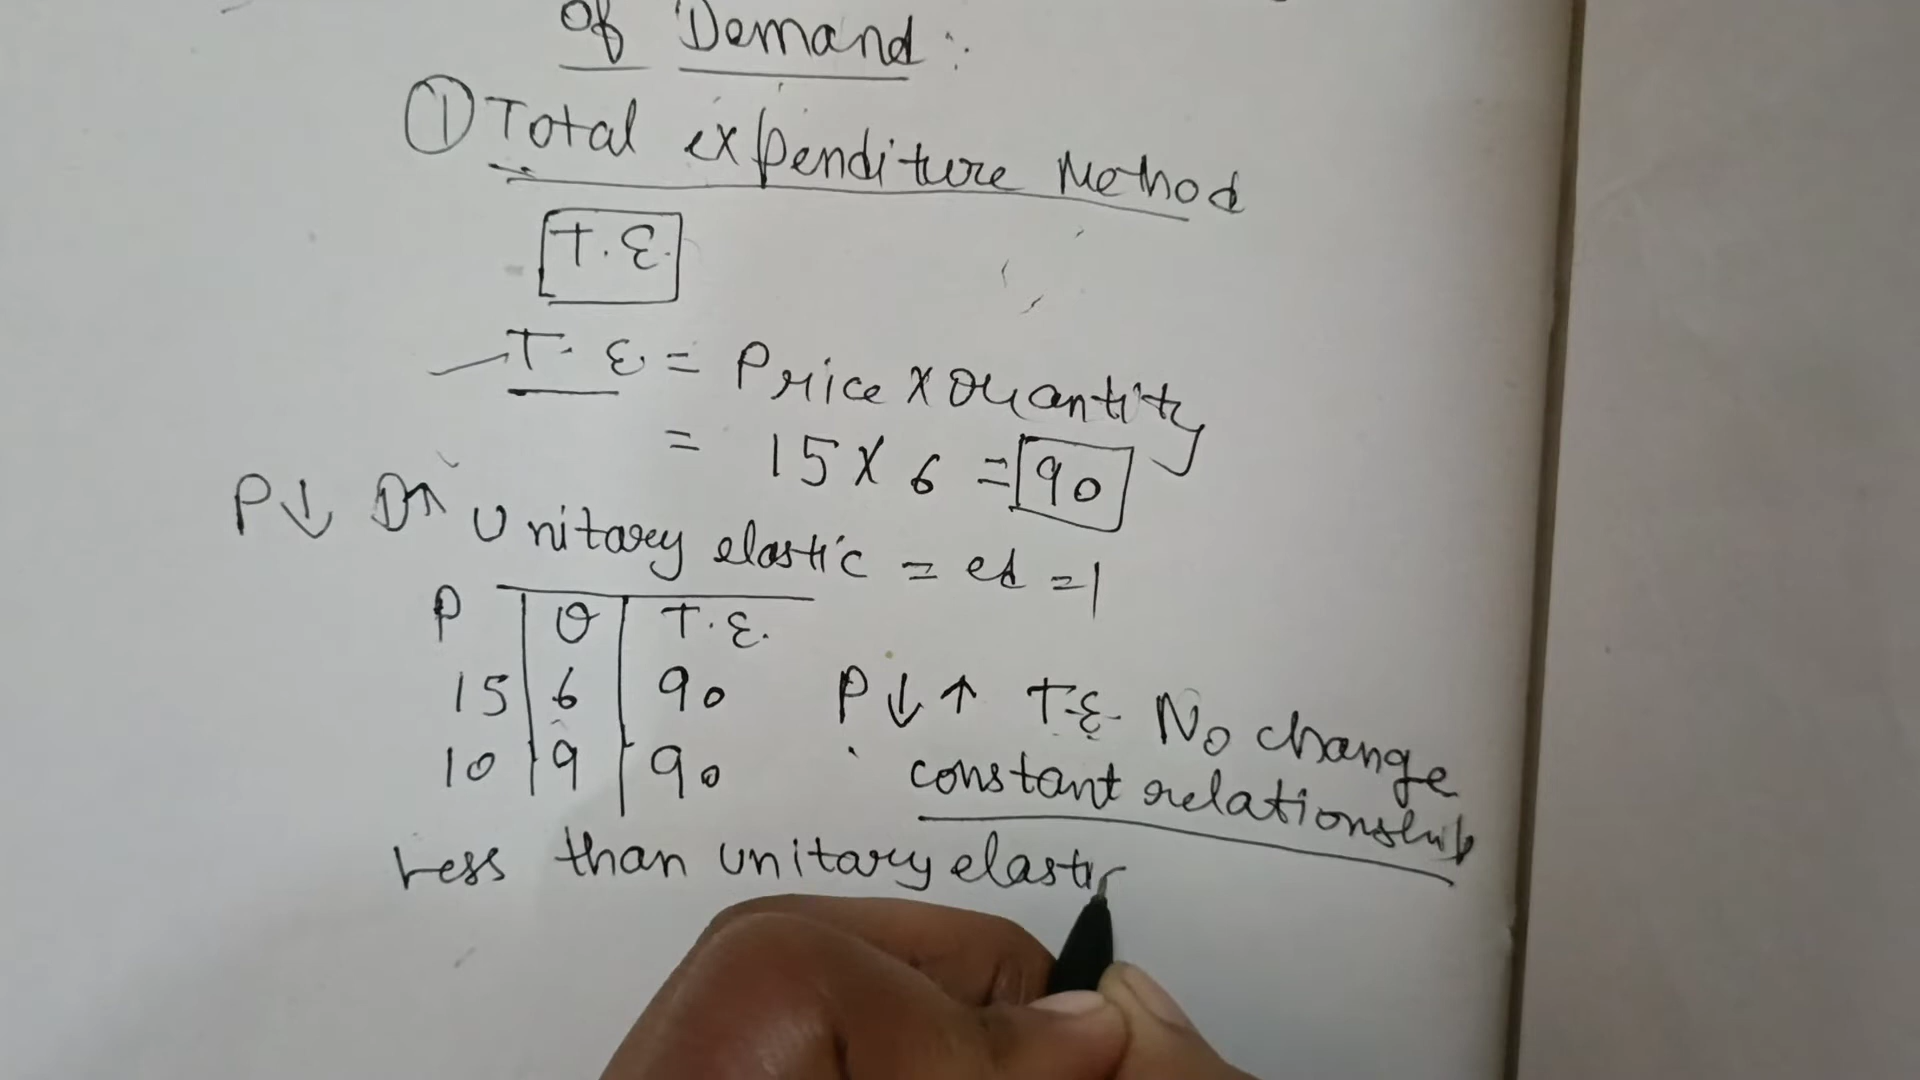 of Demand :
① Total expenditure Method
T.E.
T.E = Price x Quantity
= 15 x 6 = 90
P↓ D↑ Unitary elastic = ed = 1
P Q T.E.
15 6 90 P↓↑ T.E. No change
10 9 90 constant relationship
Less than unitary elastic